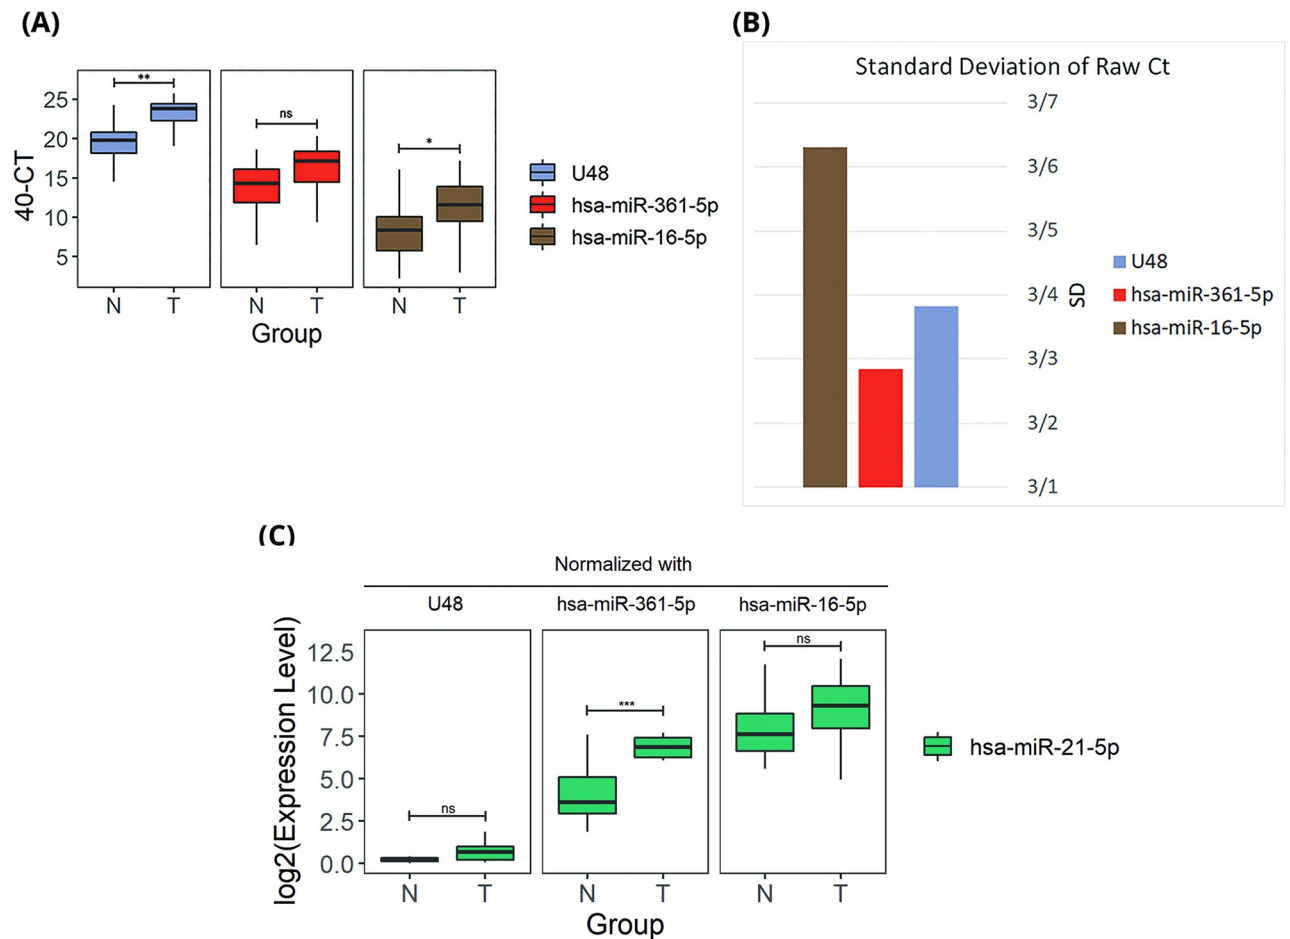 (A)
**
ns
*
25
20
15
10
5
40-CT
N T N T N T
Group
U48
hsa-miR-361-5p
hsa-miR-16-5p
(B)
Standard Deviation of Raw Ct
3/7
3/6
3/5
3/4
3/3
3/2
3/1
SD
U48
hsa-miR-361-5p
hsa-miR-16-5p
(C)
Normalized with
U48 hsa-miR-361-5p hsa-miR-16-5p
ns
***
ns
12.5
10.0
7.5
5.0
2.5
0.0
log2(Expression Level)
N T N T N T
Group
hsa-miR-21-5p